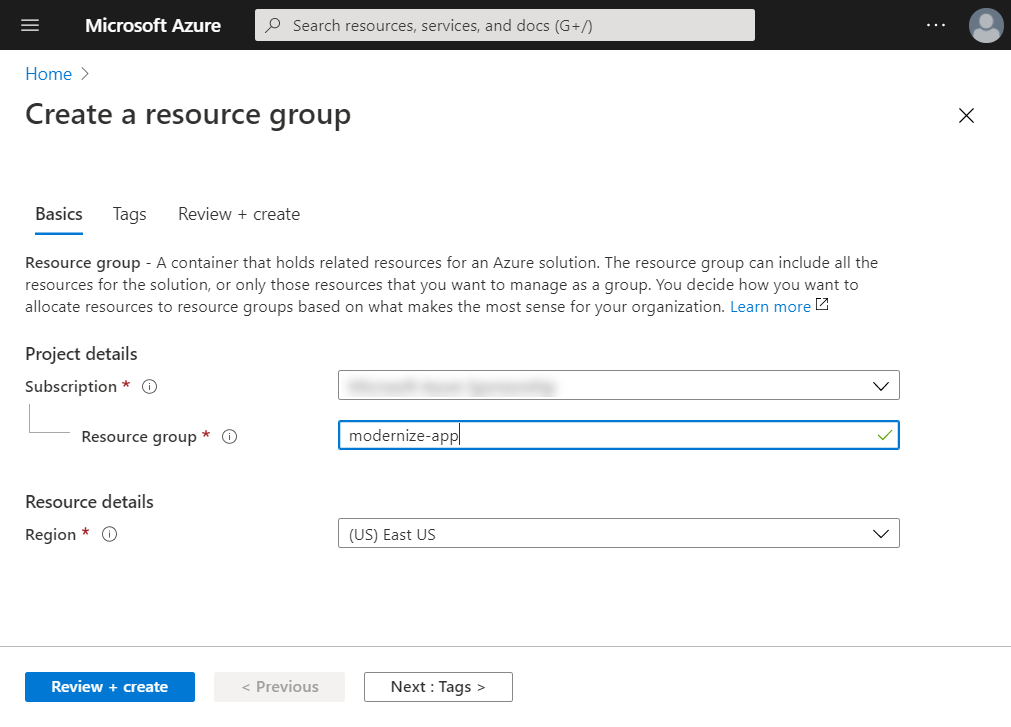 Microsoft Azure
Search resources, services, and docs (G+/)
Home
Create a resource group
Basics Tags Review + create
Resource group - A container that holds related resources for an Azure solution. The resource group can include all the
resources for the solution, or only those resources that you want to manage as a group. You decide how you want to
allocate resources to resource groups based on what makes the most sense for your organization. Learn more
Project details
Subscription *
Resource group * modernize-app
Resource details
Region * (US) East US
Review + create < Previous Next : Tags >